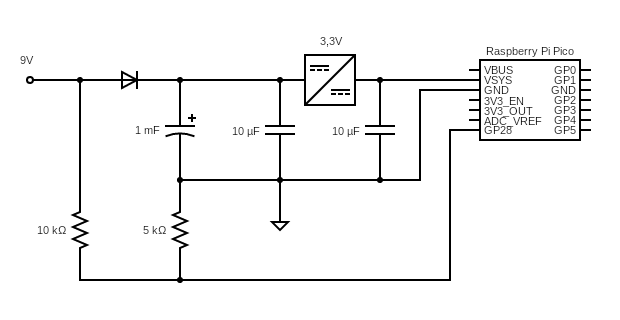 3,3V
Raspberry Pi Pico
9V
VBUS GP0
VSYS GP1
GND GND
3V3_EN GP2
3V3_OUT GP3
ADC_VREF GP4
GP28 GP5
1 mF
10 µF
10 µF
+
10 kΩ
5 kΩ